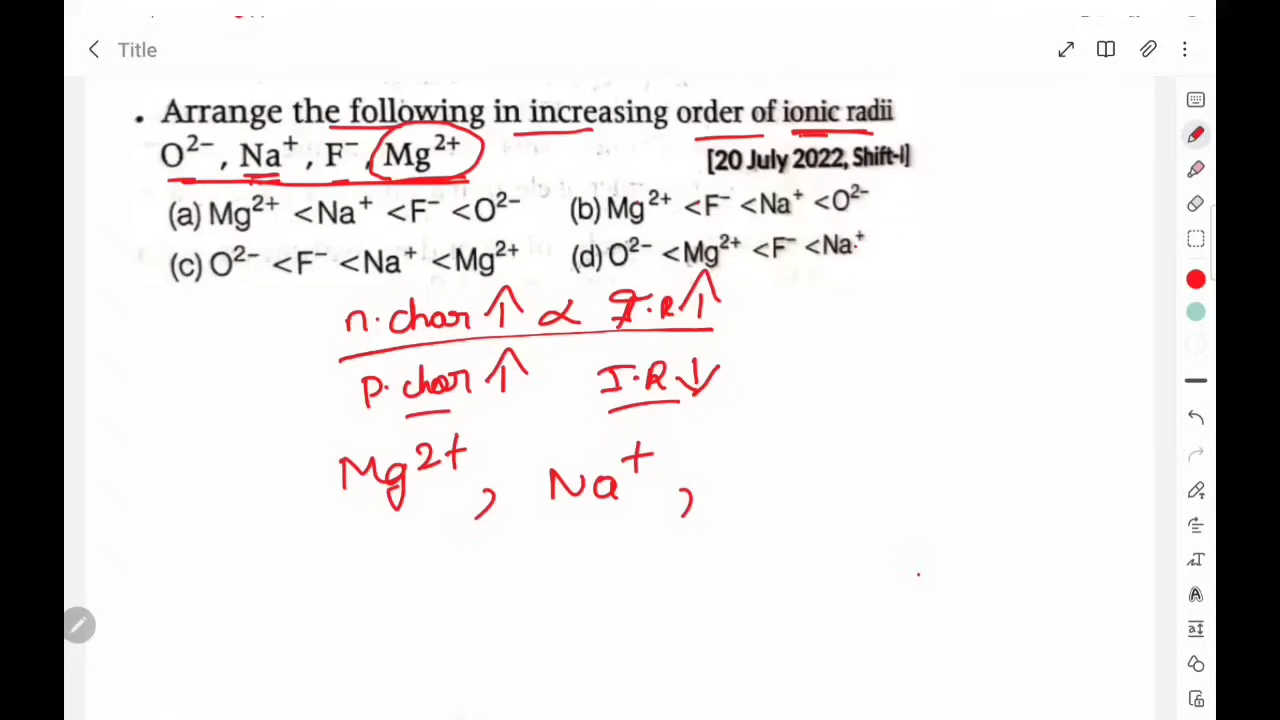 Title
. Arrange the following in increasing order of ionic radii
O²⁻, Na⁺, F⁻, Mg²⁺
[20 July 2022, Shift-I]
(a) Mg²⁺ <Na⁺ <F⁻ <O²⁻ (b) Mg²⁺ <F⁻ <Na⁺ <O²⁻
(c) O²⁻ <F⁻ <Na⁺ <Mg²⁺ (d) O²⁻ <Mg²⁺ <F⁻ <Na⁺
n. char ↑ ∝ I.R ↑
P. char ↑ I.R ↓
Mg²⁺, Na⁺,